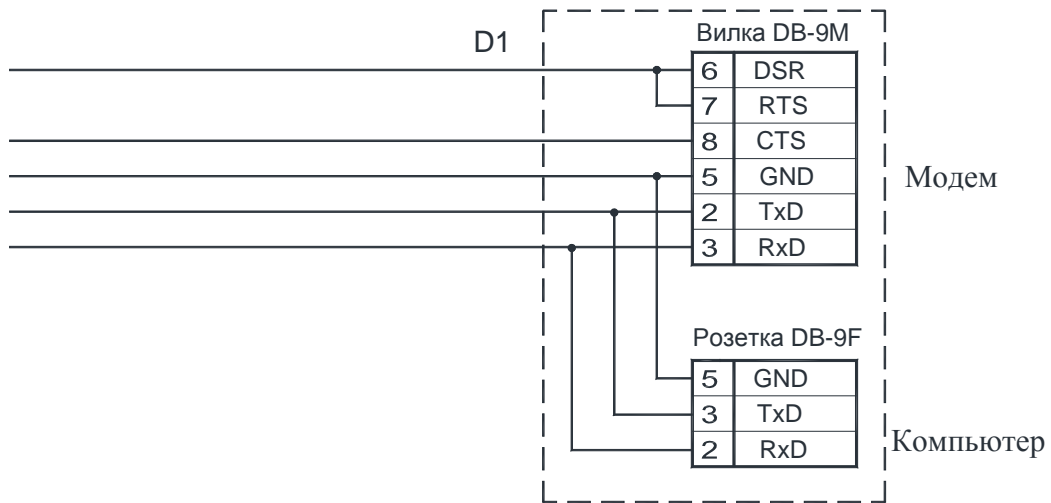 D1
Вилка DB-9M
6 DSR
7 RTS
8 CTS
5 GND
2 TxD
3 RxD
Модем
Розетка DB-9F
5 GND
3 TxD
2 RxD
Компьютер